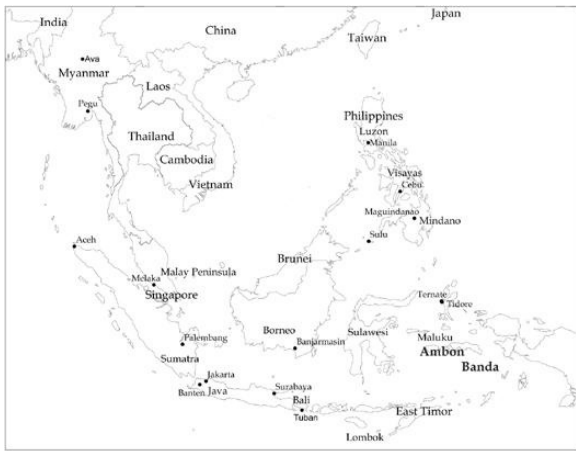 Japan
India
China
Taiwan
Ava
Myanmar
Laos
Pegu
Philippines
Luzon
Manila
Thailand
Cambodia
Visayas
Cebu
Vietnam
Maguindanao
Mindano
Sulu
Aceh
Brunei
Malay Peninsula
Melaka
Singapore
Ternate
Tidore
Borneo
Sulawesi
Maluku
Palembang
Banjarmasin
Ambon
Sumatra
Banda
Jakarta
Banten
Java
Surabaya
Bali
Tuban
East Timor
Lombok